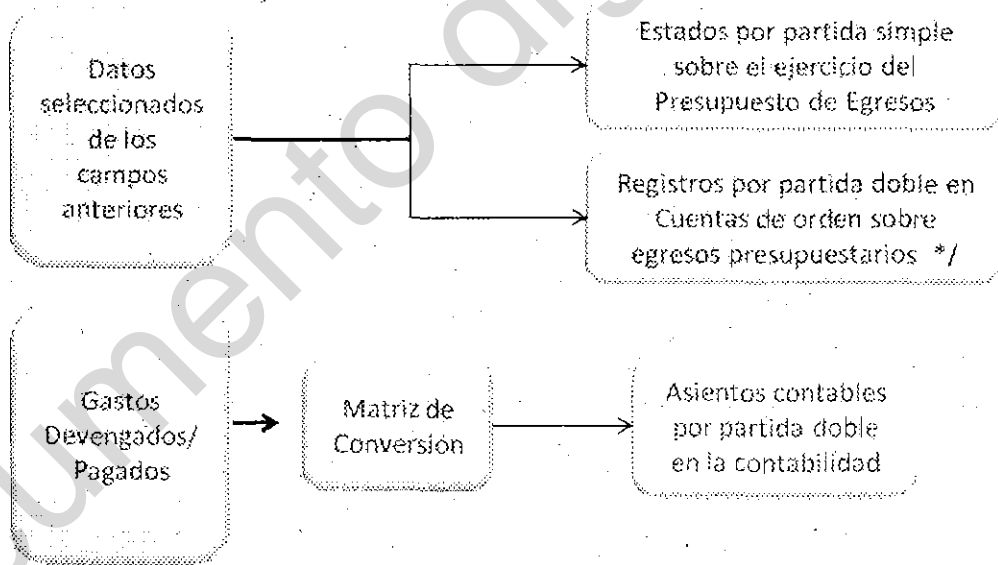 Datos
seleccionados
de los
campos
anteriores
Estados por partida simple
sobre el ejercicio del
Presupuesto de Egresos
Registros por partida doble en
Cuentas de orden sobre
egresos presupuestarios */
Gastos
Devengados/
Pagados
Matriz de
Conversión
Asientos contables
por partida doble
en la contabilidad